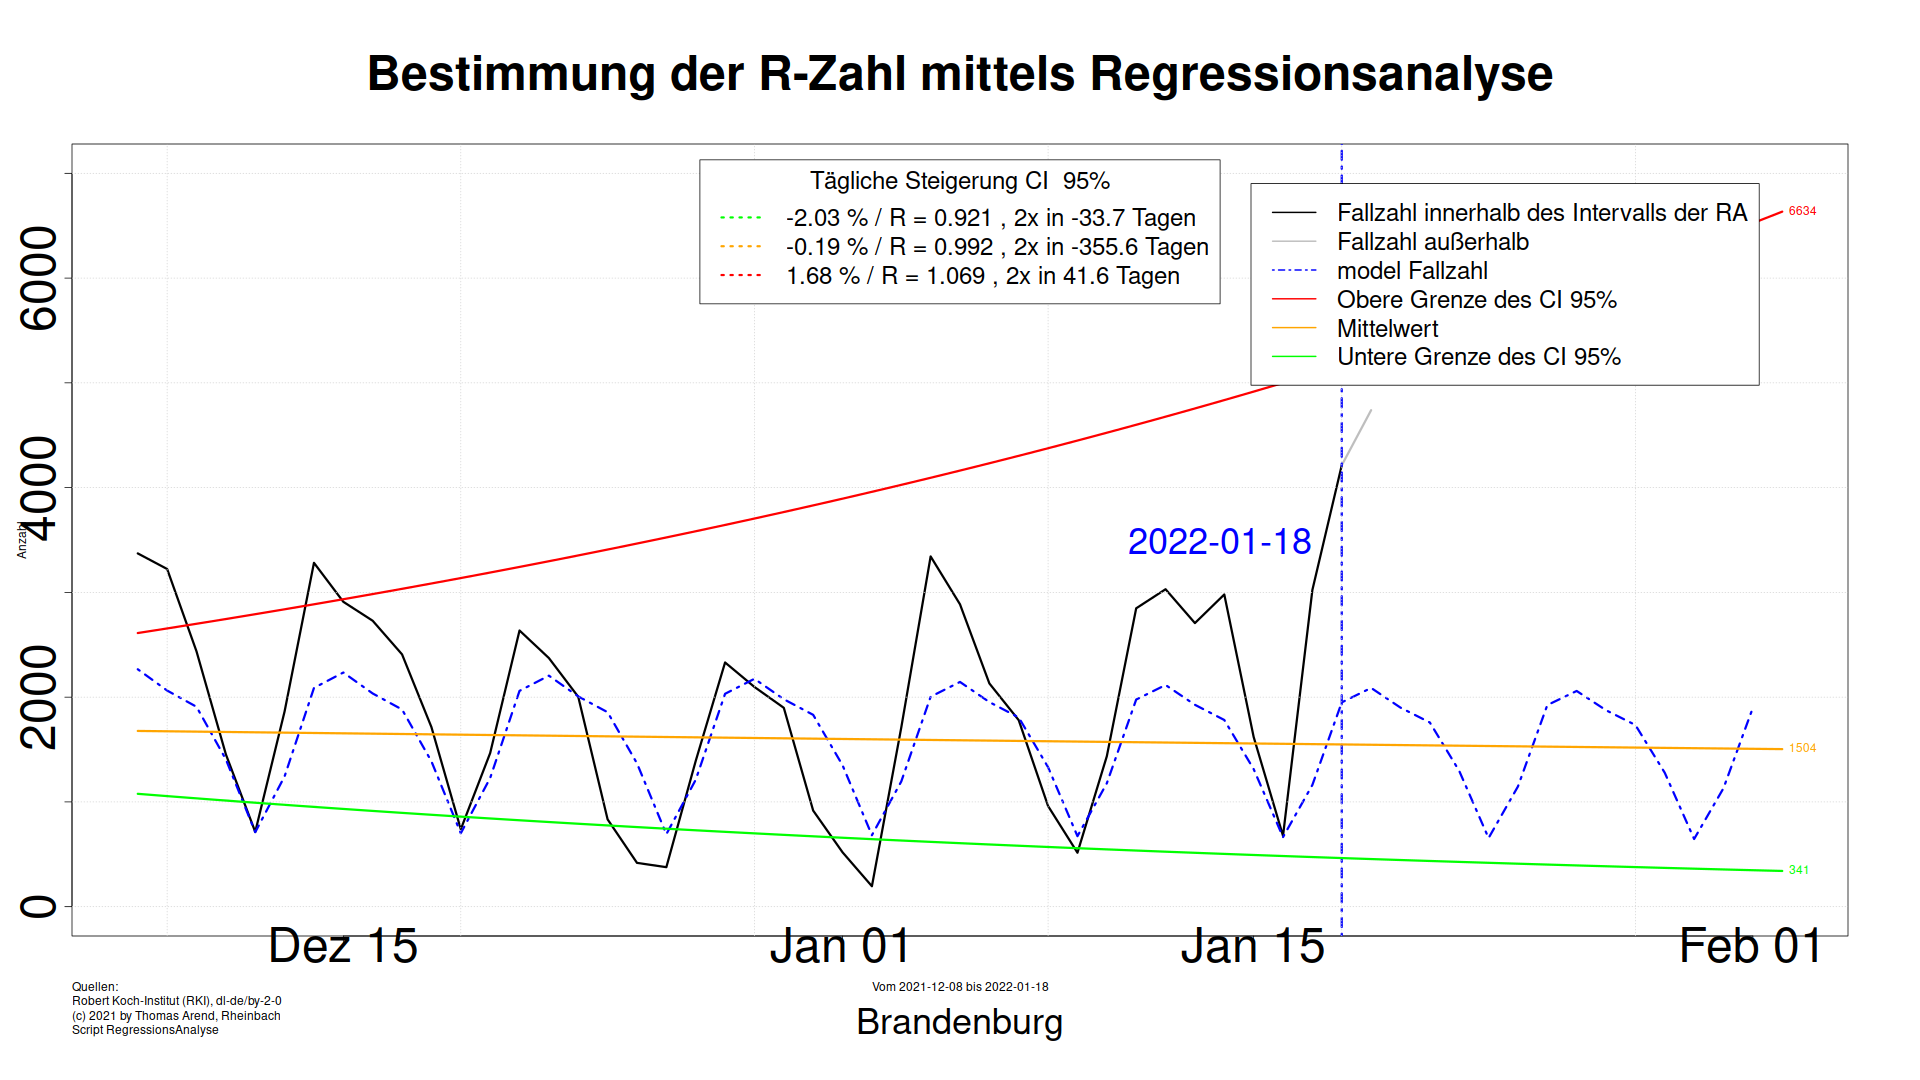 Bestimmung der R-Zahl mittels Regressionsanalyse
Tägliche Steigerung CI 95%
-2.03 % / R = 0.921 , 2x in -33.7 Tagen
-0.19 % / R = 0.992 , 2x in -355.6 Tagen
1.68 % / R = 1.069 , 2x in 41.6 Tagen
Fallzahl innerhalb des Intervalls der RA
Fallzahl außerhalb
model Fallzahl
Obere Grenze des CI 95%
Mittelwert
Untere Grenze des CI 95%
6634
6000
4000
2000
0
Anzahl
2022-01-18
1504
341
Dez 15
Jan 01
Jan 15
Feb 01
Quellen:
Robert Koch-Institut (RKI), dl-de/by-2-0
(c) 2021 by Thomas Arend, Rheinbach
Script RegressionsAnalyse
Vom 2021-12-08 bis 2022-01-18
Brandenburg